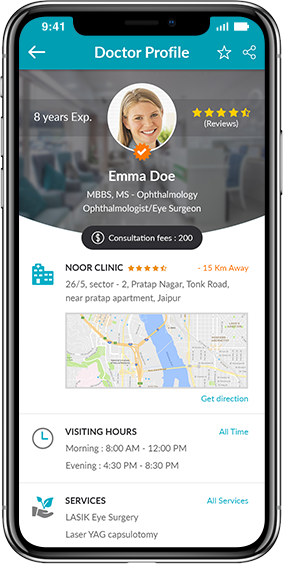 9:41
Doctor Profile
8 years Exp.
(Reviews)
Emma Doe
MBBS, MS - Ophthalmology
Ophthalmologist/Eye Surgeon
Consultation fees : 200
NOOR CLINIC
- 15 Km Away
26/5, sector - 2, Pratap Nagar, Tonk Road,
near pratap apartment, Jaipur
Get direction
VISITING HOURS
All Time
Morning : 8:00 AM - 12:00 PM
Evening : 4:30 PM - 8:30 PM
SERVICES
All Services
LASIK Eye Surgery
Laser YAG capsulotomy